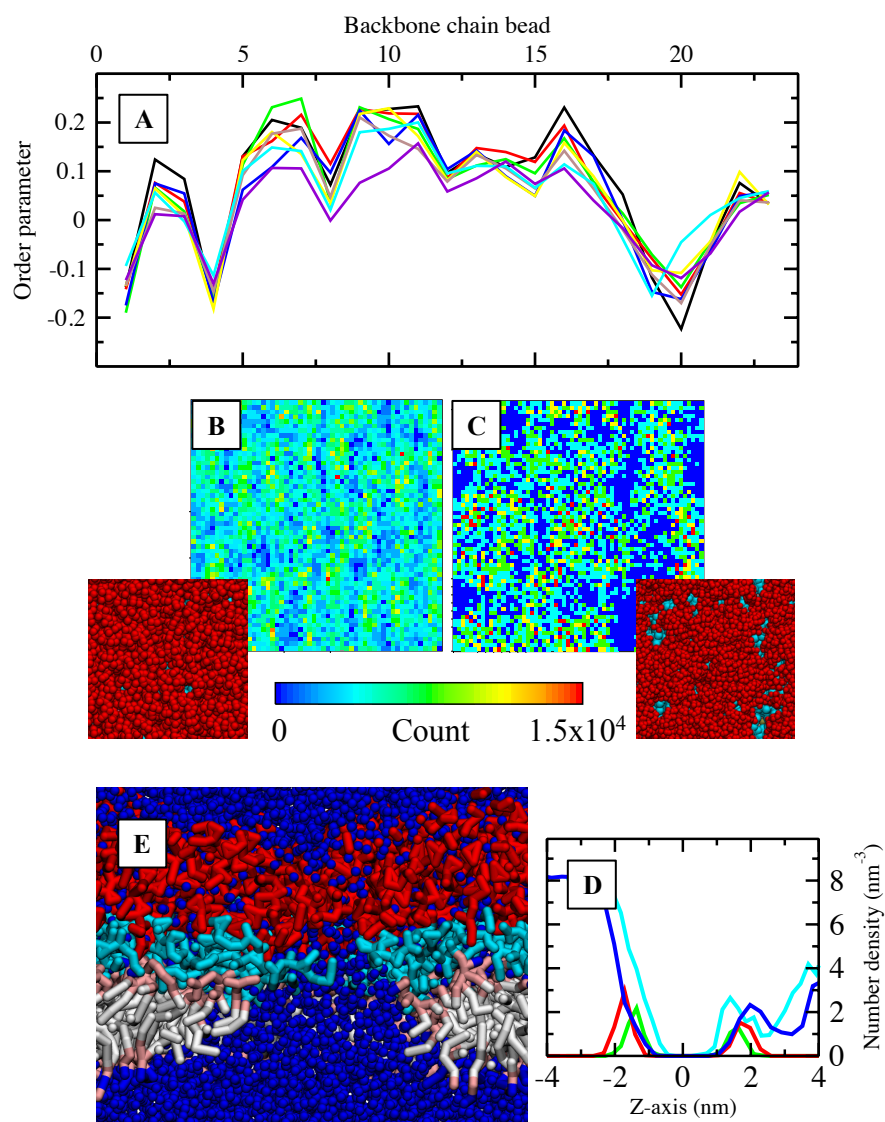 Backbone chain bead
0 5 10 15 20
A
Order parameter
0.2
0.1
0
-0.1
-0.2
B
C
0 Count 1.5x10⁴
E
D
Number density (nm⁻³)
8
6
4
2
0
-4 -2 0 2 4
Z-axis (nm)